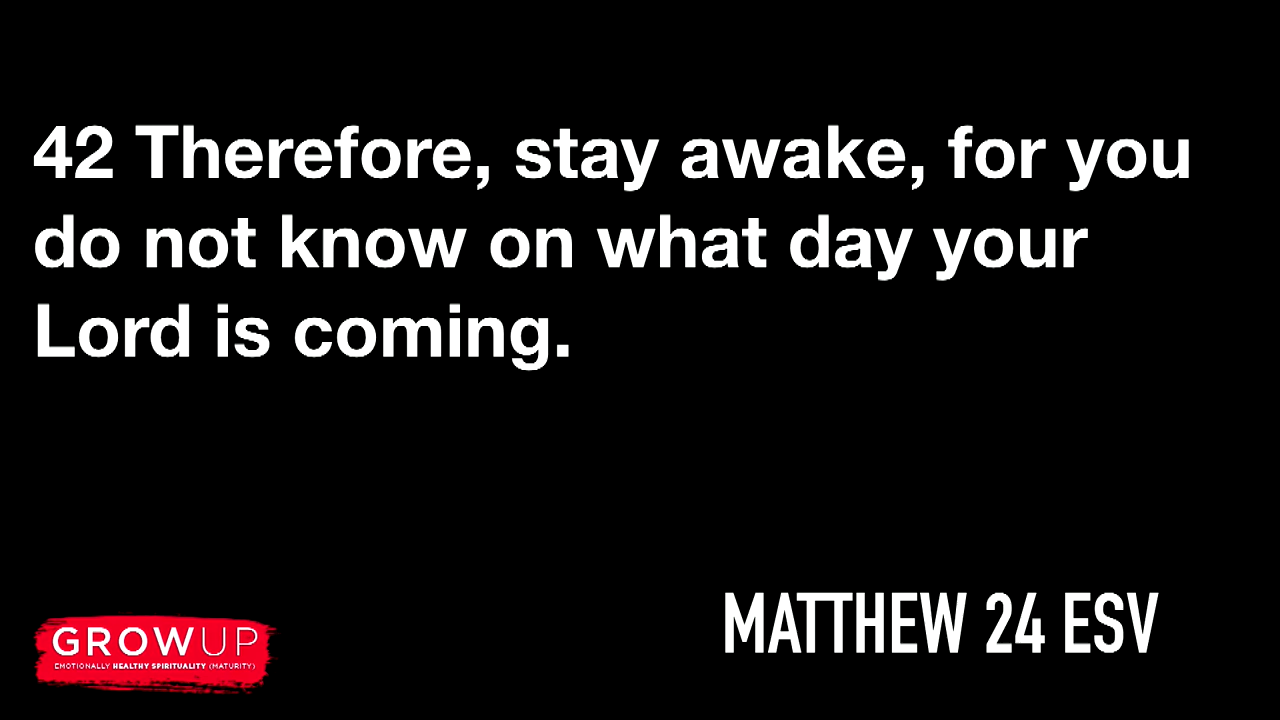 42 Therefore, stay awake, for you
do not know on what day your
Lord is coming.
MATTHEW 24 ESV
GROWUP
EMOTIONALLY HEALTHY SPIRITUALITY (MATURITY)